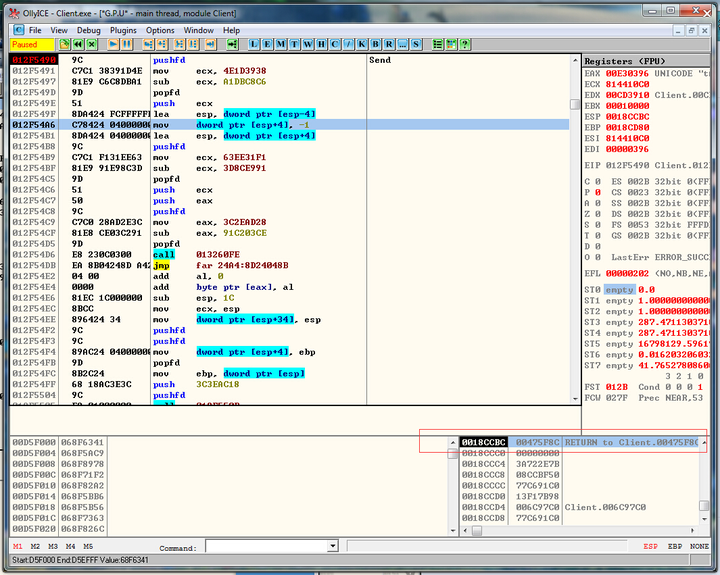 OllyICE - Client.exe - [*G.P.U* - main thread, module Client]
File View Debug Plugins Options Window Help
Paused L E M T W H C / K B R ... S ?
012F5490 9C pushfd Send
012F5491 C7C1 38391D4E mov ecx, 4E1D3938
012F5497 81E9 C6C8DBA1 sub ecx, A1DBC8C6
012F549D 9D popfd
012F549E 51 push ecx
012F549F 8DA424 FCFFFFFF lea esp, dword ptr [esp-4]
012F54A6 C78424 04000000 mov dword ptr [esp+4], -1
012F54B1 8DA424 04000000 lea esp, dword ptr [esp+4]
012F54B8 9C pushfd
012F54B9 C7C1 F131EE63 mov ecx, 63EE31F1
012F54BF 81E9 91E98C3D sub ecx, 3D8CE991
012F54C5 9D popfd
012F54C6 51 push ecx
012F54C7 50 push eax
012F54C8 9C pushfd
012F54C9 C7C0 28AD2E3C mov eax, 3C2EAD28
012F54CF 81E8 CE03C291 sub eax, 91C203CE
012F54D5 9D popfd
012F54D6 E8 230C0300 call 013260FE
012F54DB EA 8B04248D A42 jmp far 24A4:8D24048B
012F54E2 04 00 add al, 0
012F54E4 0000 add byte ptr [eax], al
012F54E6 81EC 1C000000 sub esp, 1C
012F54EC 8BCC mov ecx, esp
012F54EE 896424 34 mov dword ptr [esp+34], esp
012F54F2 9C pushfd
012F54F3 9C pushfd
012F54F4 89AC24 04000000 mov dword ptr [esp+4], ebp
012F54FB 9D popfd
012F54FC 8B2C24 mov ebp, dword ptr [esp]
012F54FF 68 18AC3E3C push 3C3EAC18
012F5504 9C pushfd
Registers (FPU)
EAX 00E30396 UNICODE "t
ECX 814410C0
EDX 00CD3910 Client.00C
EBX 00010000
ESP 0018CCBC
EBP 0018CD80
ESI 814410C0
EDI 00000396
EIP 012F5490 Client.012
C 0 ES 002B 32bit 0(FF
P 0 CS 0023 32bit 0(FF
A 0 SS 002B 32bit 0(FF
Z 0 DS 002B 32bit 0(FF
S 0 FS 0053 32bit FFFD
T 0 GS 002B 32bit 0(FF
D 0
O 0 LastErr ERROR_SUCC
EFL 00000202 (NO,NB,NE,
ST0 empty 0.0
ST1 empty 1.0000000000
ST2 empty 1.0000000000
ST3 empty 287.47113037
ST4 empty 287.47113037
ST5 empty 16798129.5961
ST6 empty 0.0162032060
ST7 empty 41.765278086
3 2 1 0
FST 012B Cond 0 0 0 1
FCW 027F Prec NEAR,53
00D5F000 068F6341
00D5F004 068F5AC9
00D5F008 068F8978
00D5F00C 068F71F2
00D5F010 068F82A2
00D5F014 068F5BB6
00D5F018 068F5B56
00D5F01C 068F7363
00D5F020 068F826C
0018CCBC 00475F8C RETURN to Client.00475F8C
0018CCC0 00000000
0018CCC4 3A722E7B
0018CCC8 08CCBF50
0018CCCC 77C691C0
0018CCD0 13F17B98
0018CCD4 006C97C0 Client.006C97C0
0018CCD8 77C691C0
M1 M2 M3 M4 M5 Command: ESP EBP NONE
Start:D5F000 End:D5EFFF Value:68F6341